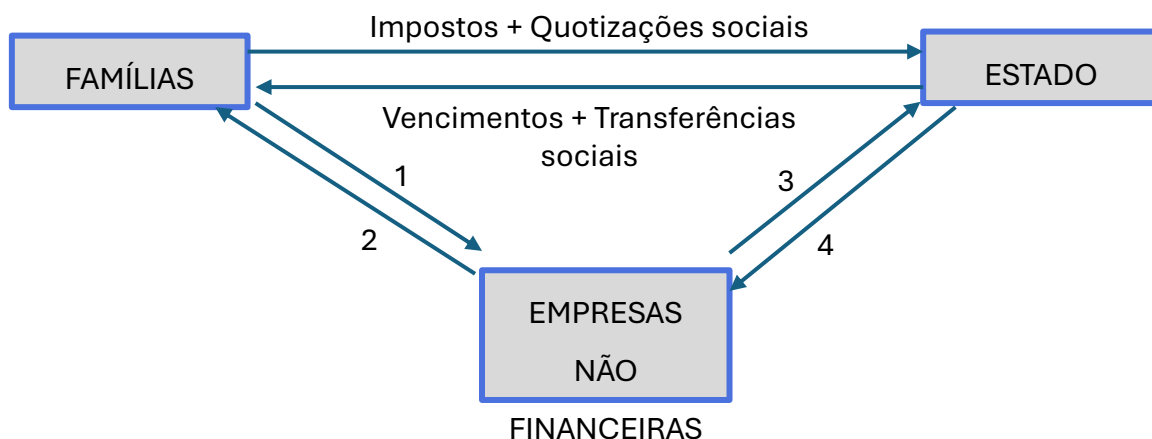 Impostos + Quotizações sociais
FAMÍLIAS
ESTADO
Vencimentos + Transferências
sociais
1
3
2
4
EMPRESAS
NÃO
FINANCEIRAS